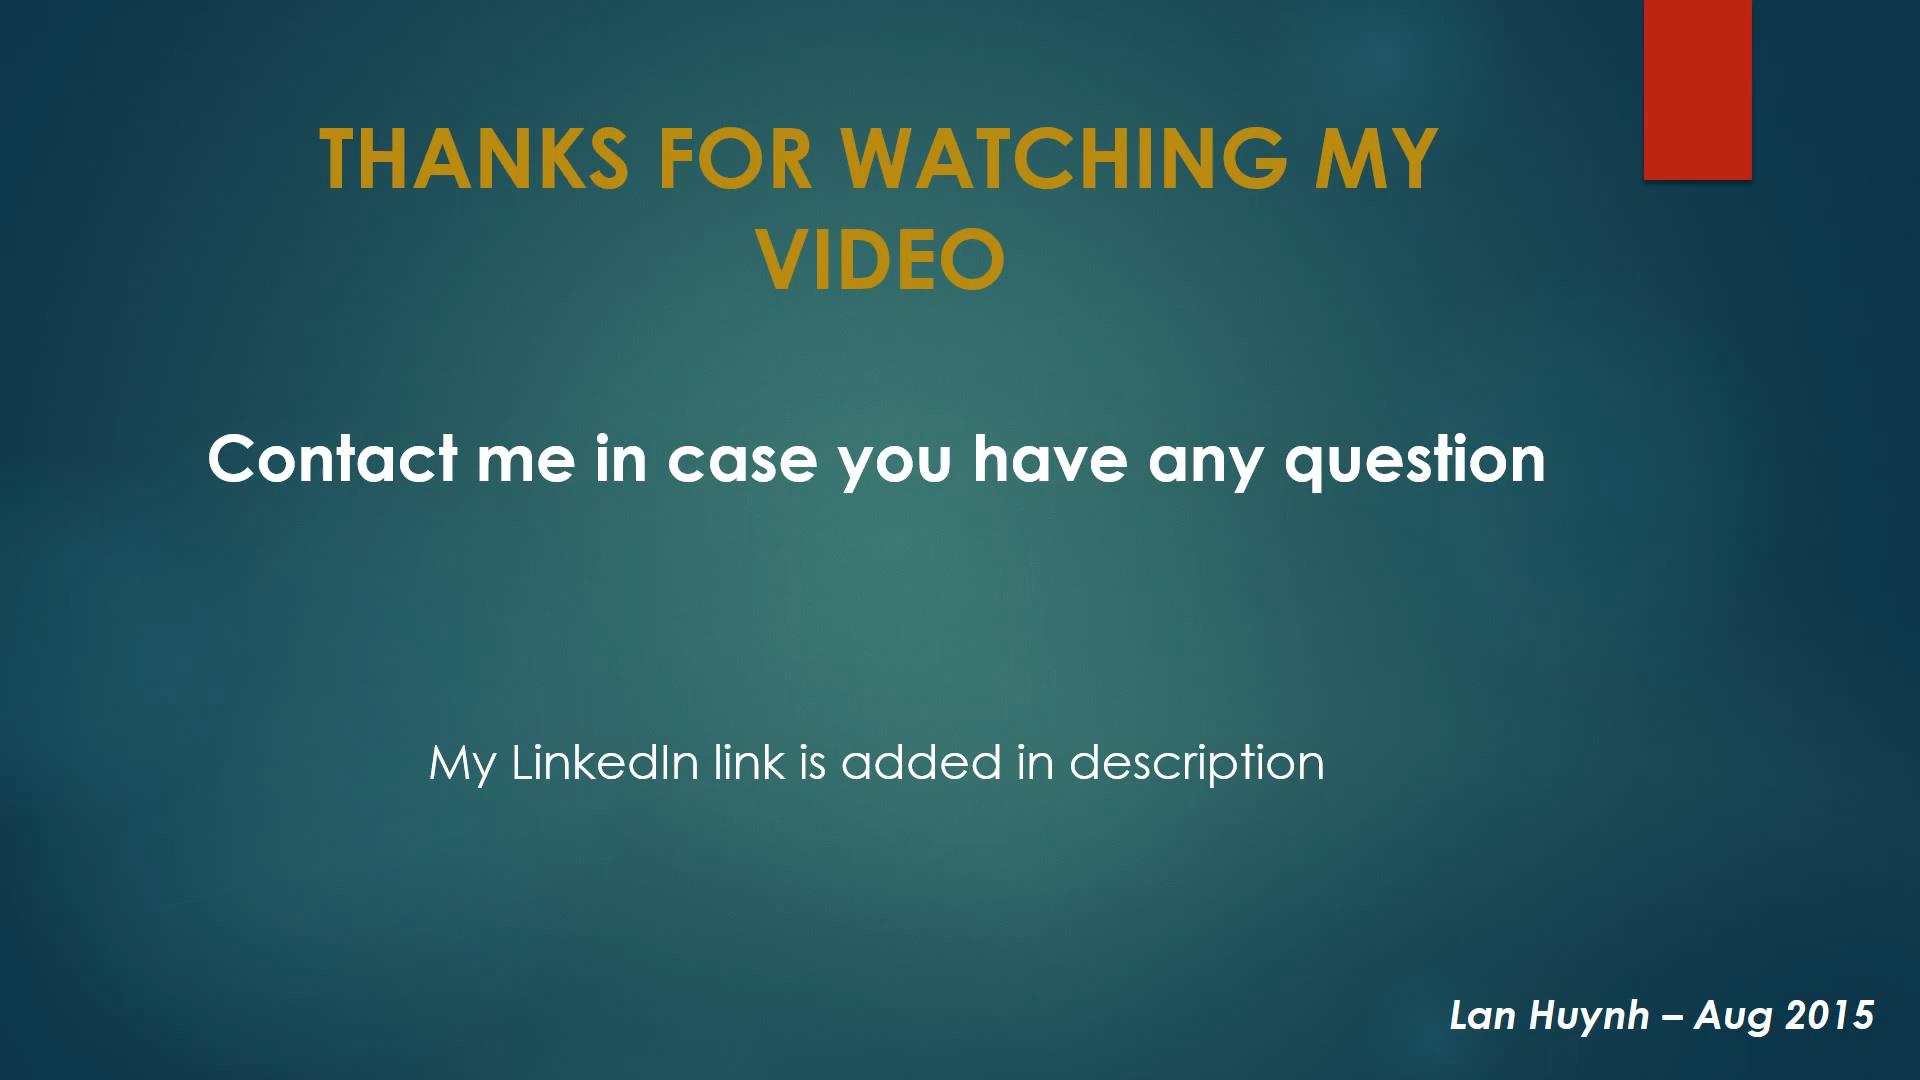 THANKS FOR WATCHING MY
VIDEO
Contact me in case you have any question
My LinkedIn link is added in description
Lan Huynh – Aug 2015